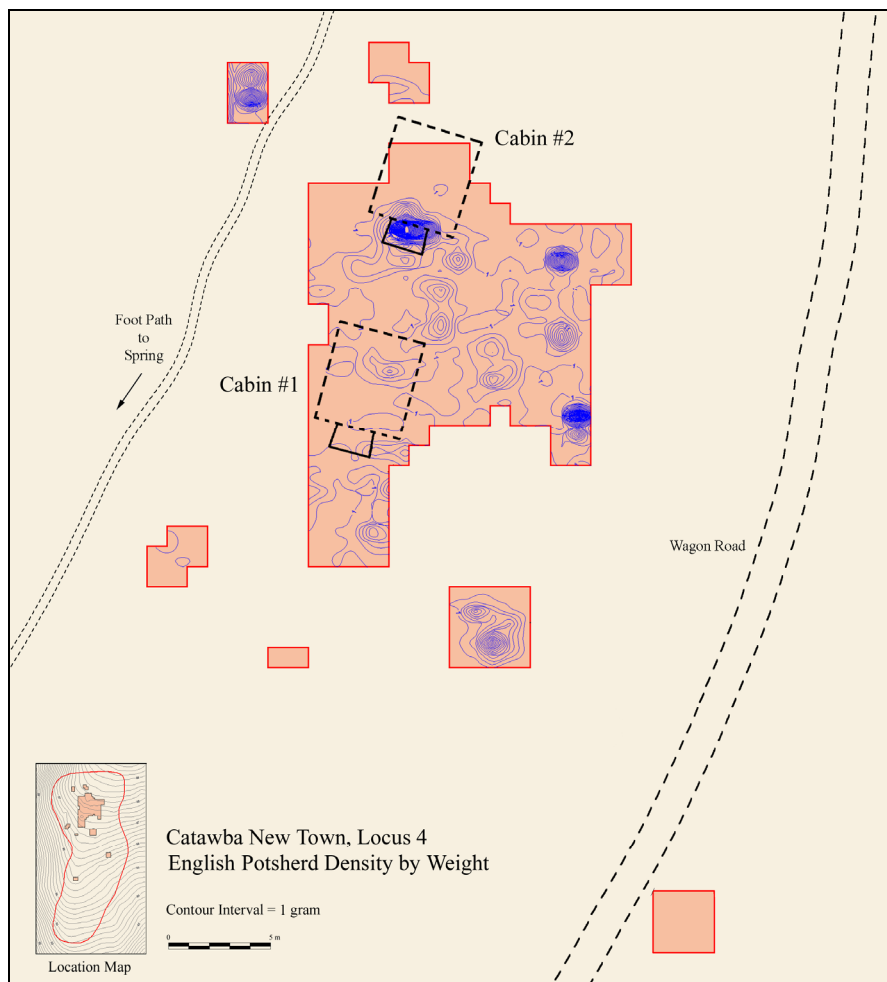 Cabin #2
Foot Path
to
Spring
Cabin #1
Wagon Road
Catawba New Town, Locus 4
English Potsherd Density by Weight
Contour Interval = 1 gram
0
5 m
Location Map